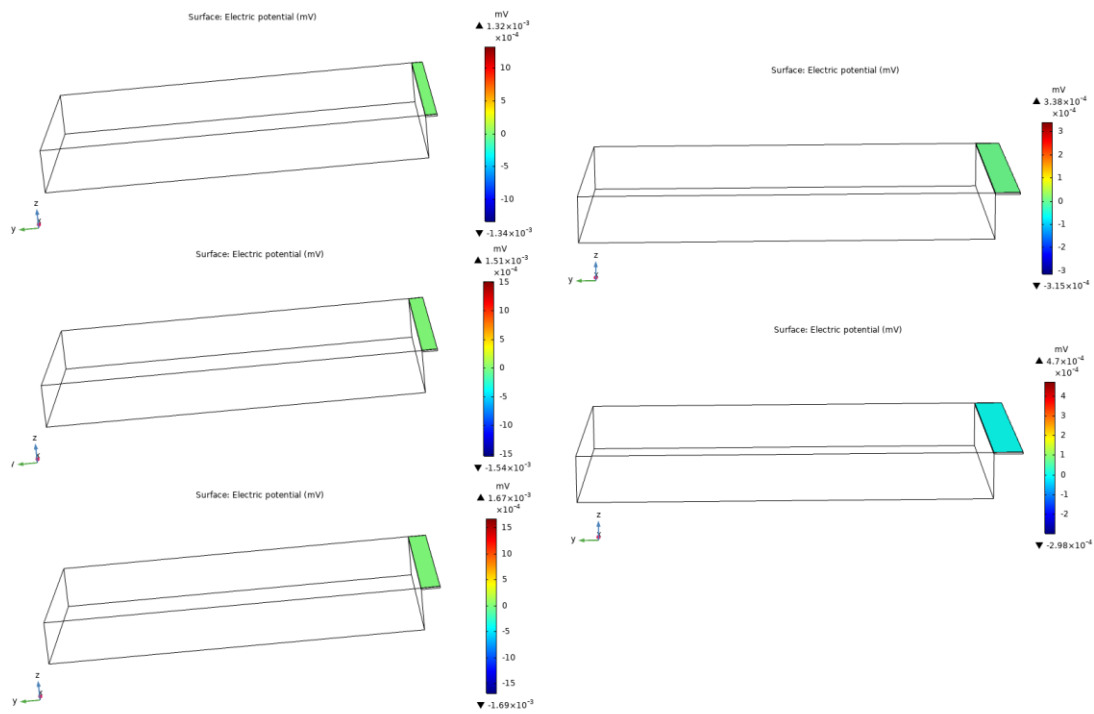 Surface: Electric potential (mV)
mV
▲ 1.32×10⁻³
×10⁻⁴
10
5
0
-5
-10
▼ -1.34×10⁻³
z
y
Surface: Electric potential (mV)
mV
▲ 1.51×10⁻³
×10⁻⁴
15
10
5
0
-5
-10
-15
▼ -1.54×10⁻³
z
Surface: Electric potential (mV)
mV
▲ 1.67×10⁻³
×10⁻⁴
15
10
5
0
-5
-10
-15
▼ -1.69×10⁻³
z
y
Surface: Electric potential (mV)
mV
▲ 3.38×10⁻⁴
×10⁻⁴
3
2
1
0
-1
-2
-3
▼ -3.15×10⁻⁴
z
y
Surface: Electric potential (mV)
mV
▲ 4.7×10⁻⁴
×10⁻⁴
4
3
2
1
0
-1
-2
▼ -2.98×10⁻⁴
z
y